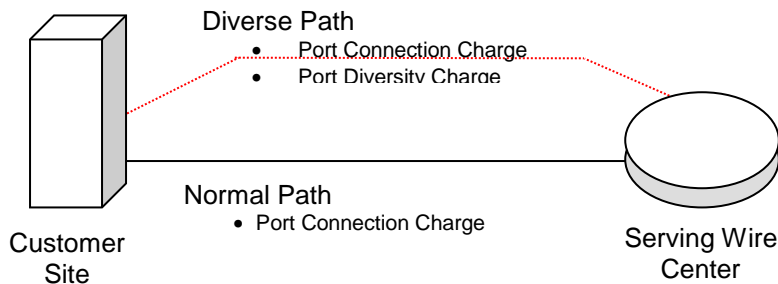 Diverse Path
• Port Connection Charge
• Port Diversity Charge
Normal Path
• Port Connection Charge
Customer
Site
Serving Wire
Center